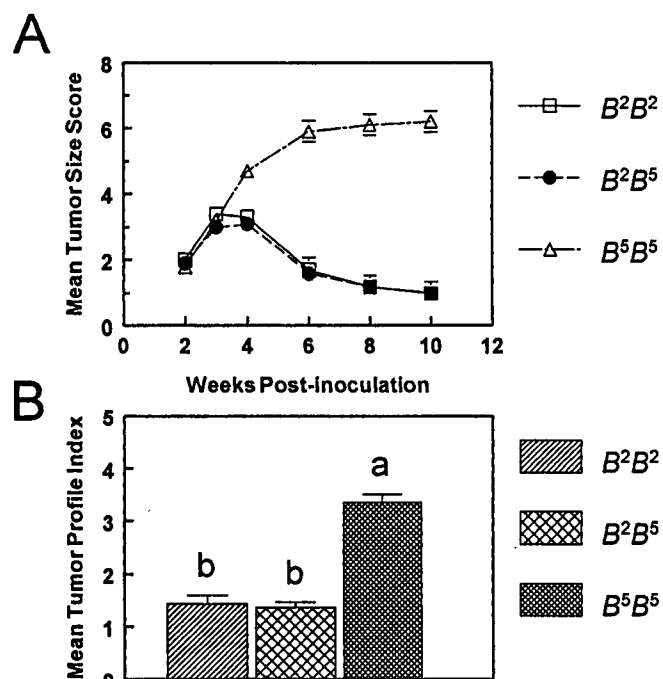 A
Mean Tumor Size Score
8
6
4
2
0
0 2 4 6 8 10 12
Weeks Post-inoculation
B²B²
B²B⁵
B⁵B⁵
B
Mean Tumor Profile Index
5
4
3
2
1
b b a
B²B²
B²B⁵
B⁵B⁵